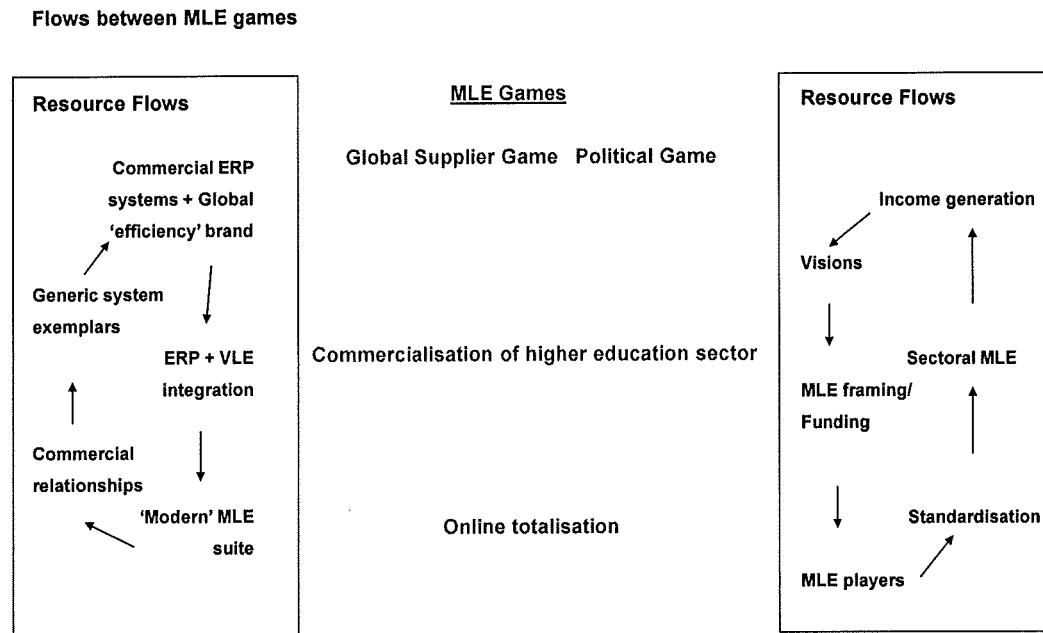 Flows between MLE games
Resource Flows
Commercial ERP
systems + Global
‘efficiency’ brand
Generic system
exemplars
ERP + VLE
integration
Commercial
relationships
‘Modern’ MLE
suite
MLE Games
Global Supplier Game Political Game
Commercialisation of higher education sector
Online totalisation
Resource Flows
Income generation
Visions
Sectoral MLE
MLE framing/
Funding
Standardisation
MLE players